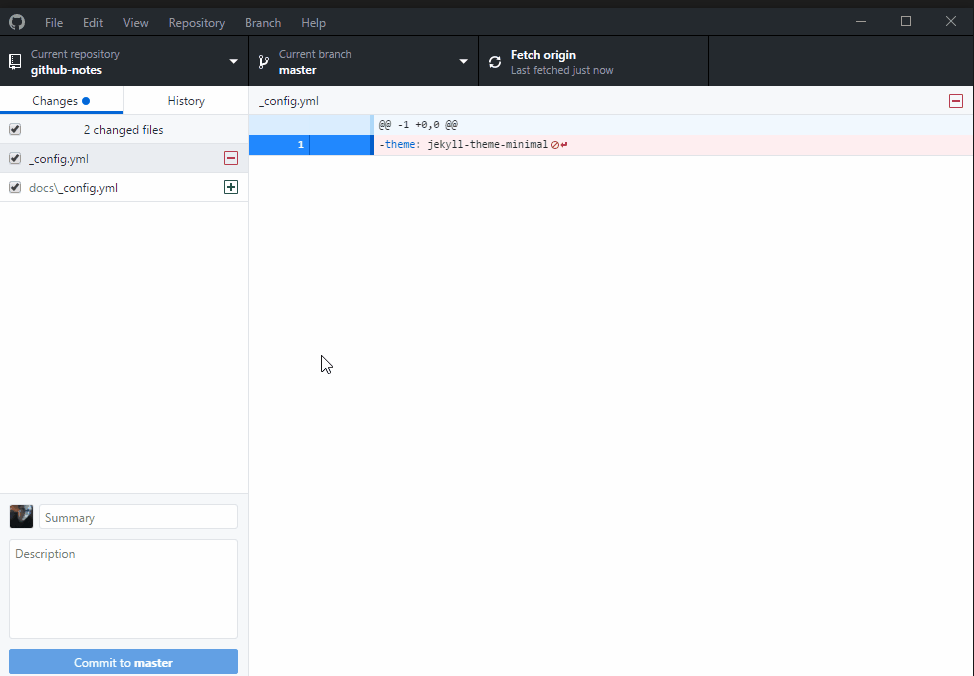 File Edit View Repository Branch Help
Current repository
github-notes
Current branch
master
Fetch origin
Last fetched just now
Changes History
_config.yml
2 changed files
_config.yml
docs\_config.yml
@@ -1 +0,0 @@
1 -theme: jekyll-theme-minimal
Summary
Description
Commit to master